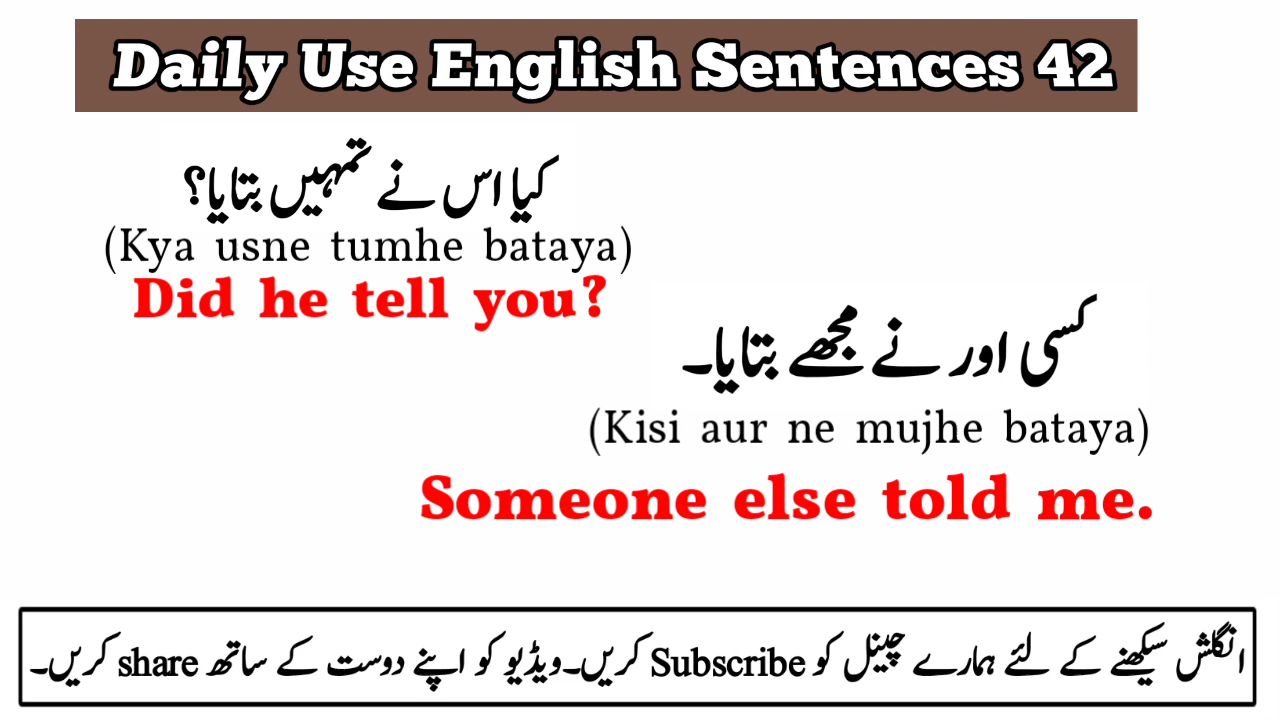 Daily Use English Sentences 42
کیا اس نے تمہیں بتایا؟
(Kya usne tumhe bataya)
Did he tell you?
کسی اور نے مجھے بتایا۔
(Kisi aur ne mujhe bataya)
Someone else told me.
انگلش سیکھنے کے لئے ہمارے چینل کو Subscribe کریں۔ویڈیو کو اپنے دوست کے ساتھ share کریں۔